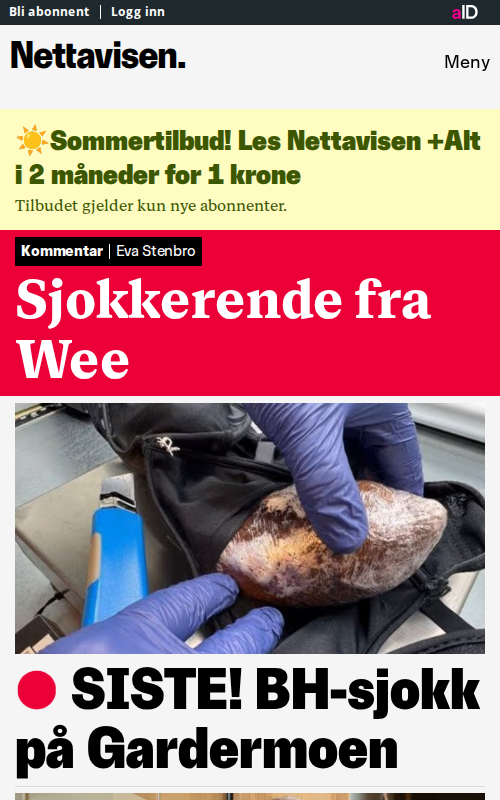 Bli abonnent | Logg inn
aID
Nettavisen.
Meny
☀️Sommertilbud! Les Nettavisen +Alt
i 2 måneder for 1 krone
Tilbudet gjelder kun nye abonnenter.
Kommentar | Eva Stenbro
Sjokkerende fra
Wee
SISTE! BH-sjokk
på Gardermoen